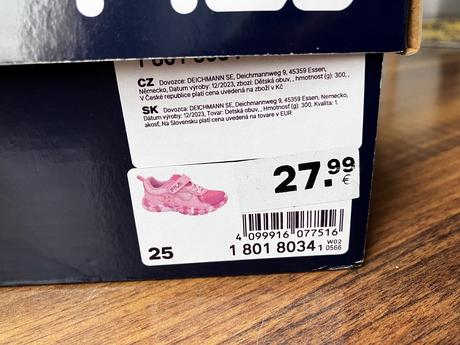 CZ Dovozce: DEICHMANN SE, Deichmannweg 9, 45359 Essen,
Německo, Datum výroby: 12/2023, zboží: Dětská obuv, , hmotnost (g): 300, ,
V České republice platí cena uvedená na zboží v Kč
SK Dovozca: DEICHMANN SE, Deichmannweg 9, 45359 Essen, Nemecko,
Dátum výroby: 12/2023, Tovar: Detská obuv, , Hmotnosť (g): 300, Kvalita: 1.
akosť, Na Slovensku platí cena uvedená na tovare v EUR
27.99
€
FILA
25
4 099916 077516
1 801 8034 1
W02
0566